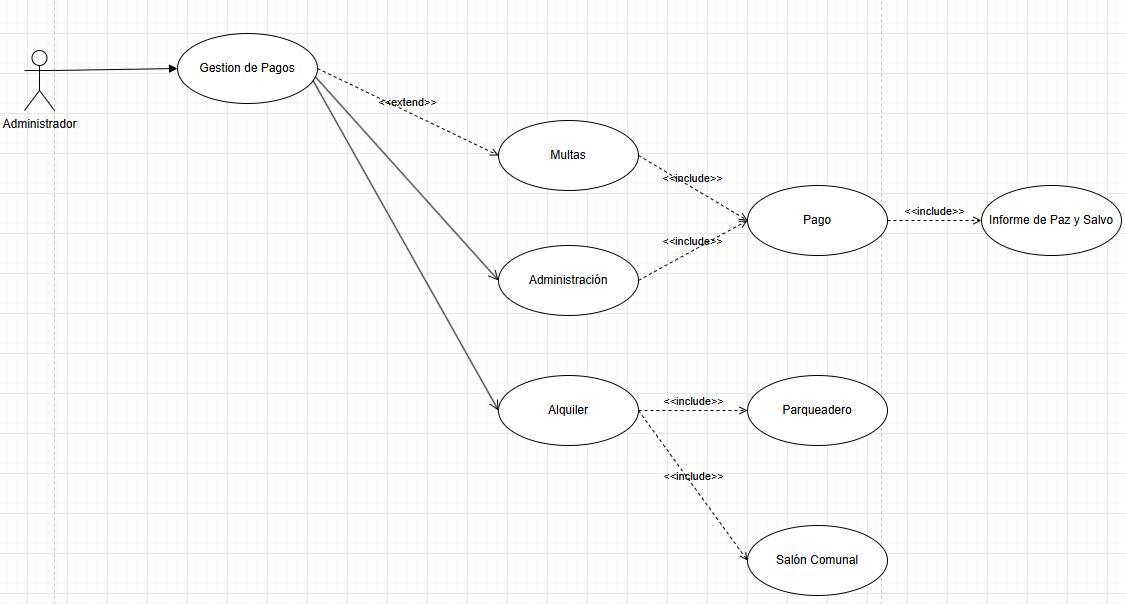 Gestion de Pagos
Administrador
<<extend>>
Multas
<<include>>
Pago
<<include>>
Informe de Paz y Salvo
<<include>>
Administración
Alquiler
<<include>>
Parqueadero
<<include>>
Salón Comunal